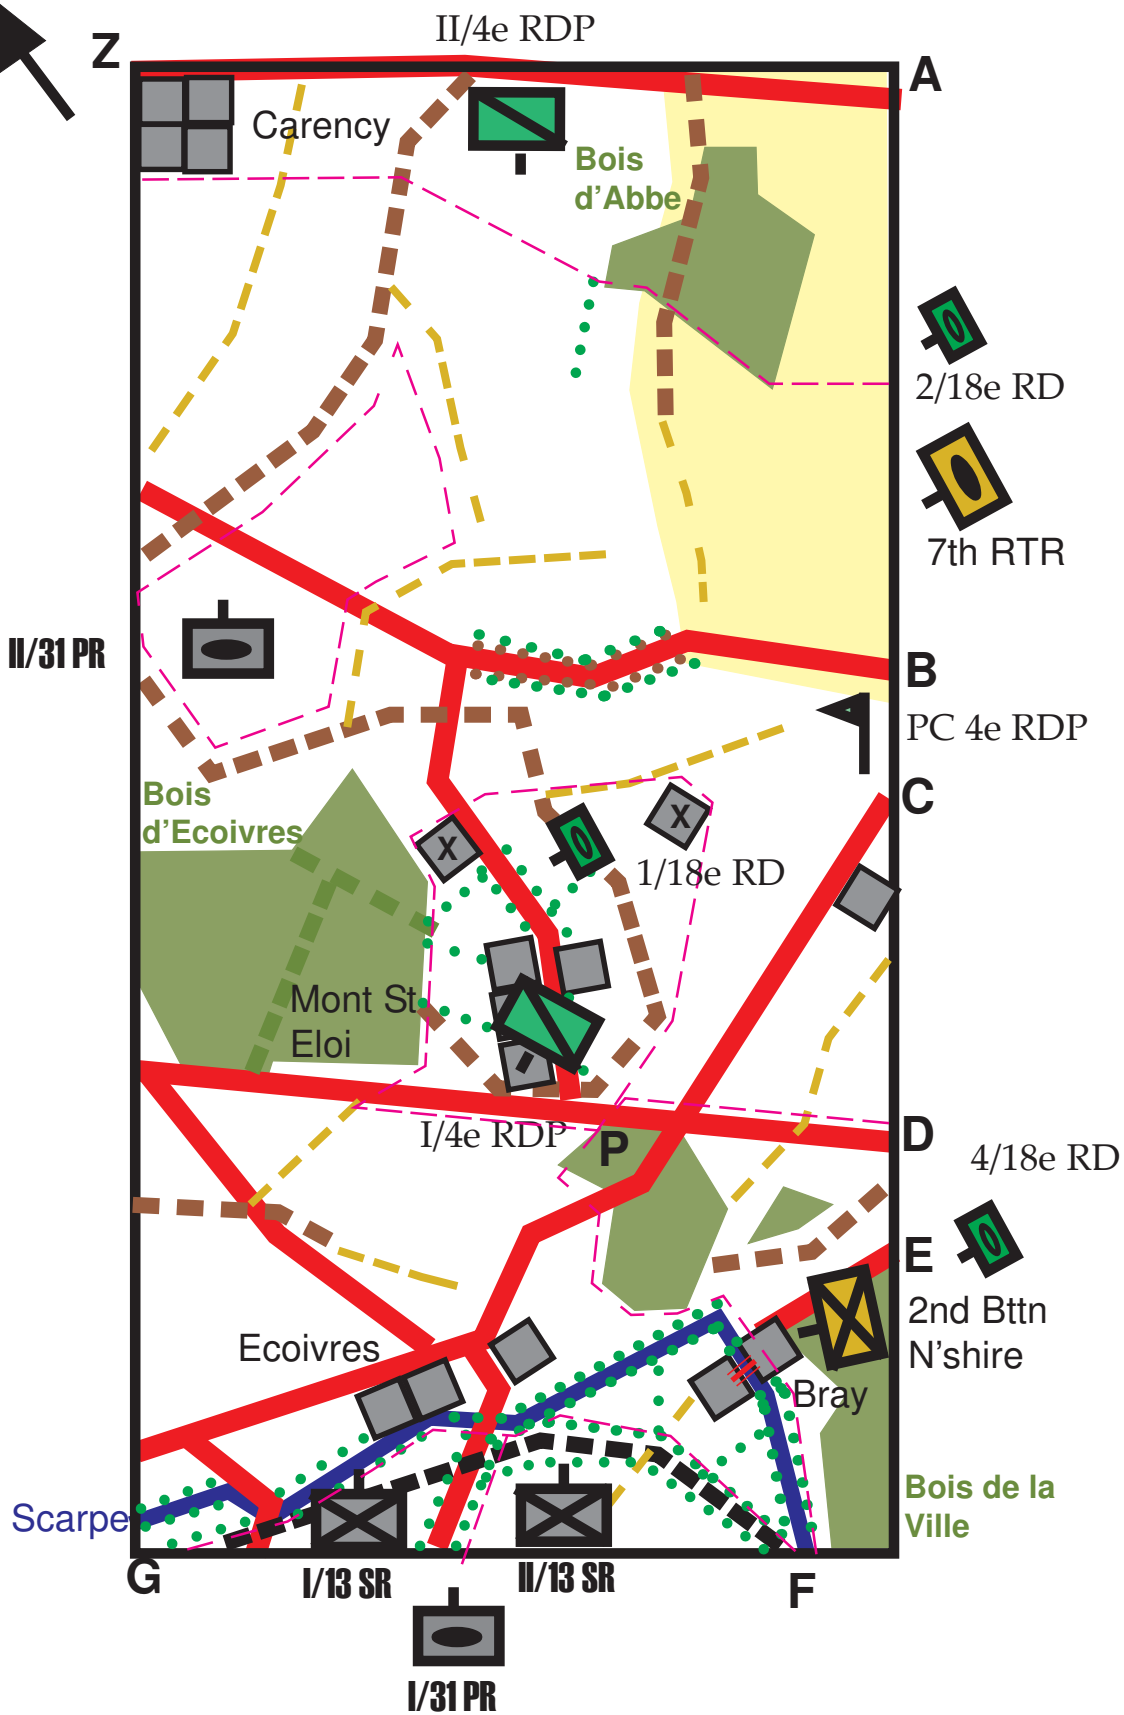 II/4e RDP
Z
A
Carency
Bois
d'Abbe
2/18e RD
7th RTR
II/31 PR
B
PC 4e RDP
C
Bois
d'Ecoivres
X
X
1/18e RD
Mont St
Eloi
I/4e RDP
P
D
4/18e RD
E
2nd Bttn
N'shire
Ecoivres
Bray
Bois de la
Ville
Scarpe
G
I/13 SR
II/13 SR
F
I/31 PR